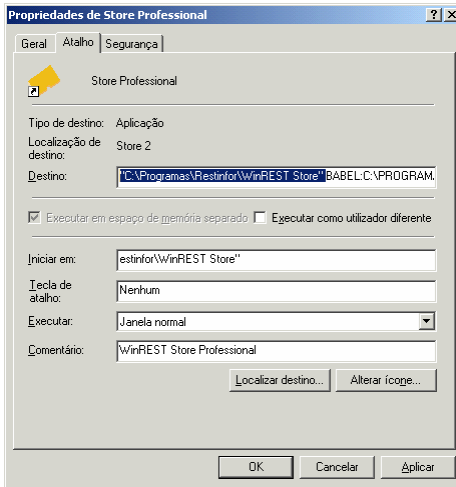 Propriedades de Store Professional
Geral Atalho Segurança
Store Professional
Tipo de destino: Aplicação
Localização de destino: Store 2
Destino: "C:\Programas\Restinfor\WinREST Store" BABEL:C:\PROGRAM.
Executar em espaço de memória separado Executar como utilizador diferente
Iniciar em: estinfor\WinREST Store"
Tecla de atalho: Nenhum
Executar: Janela normal
Comentário: WinREST Store Professional
Localizar destino... Alterar ícone...
OK Cancelar Aplicar